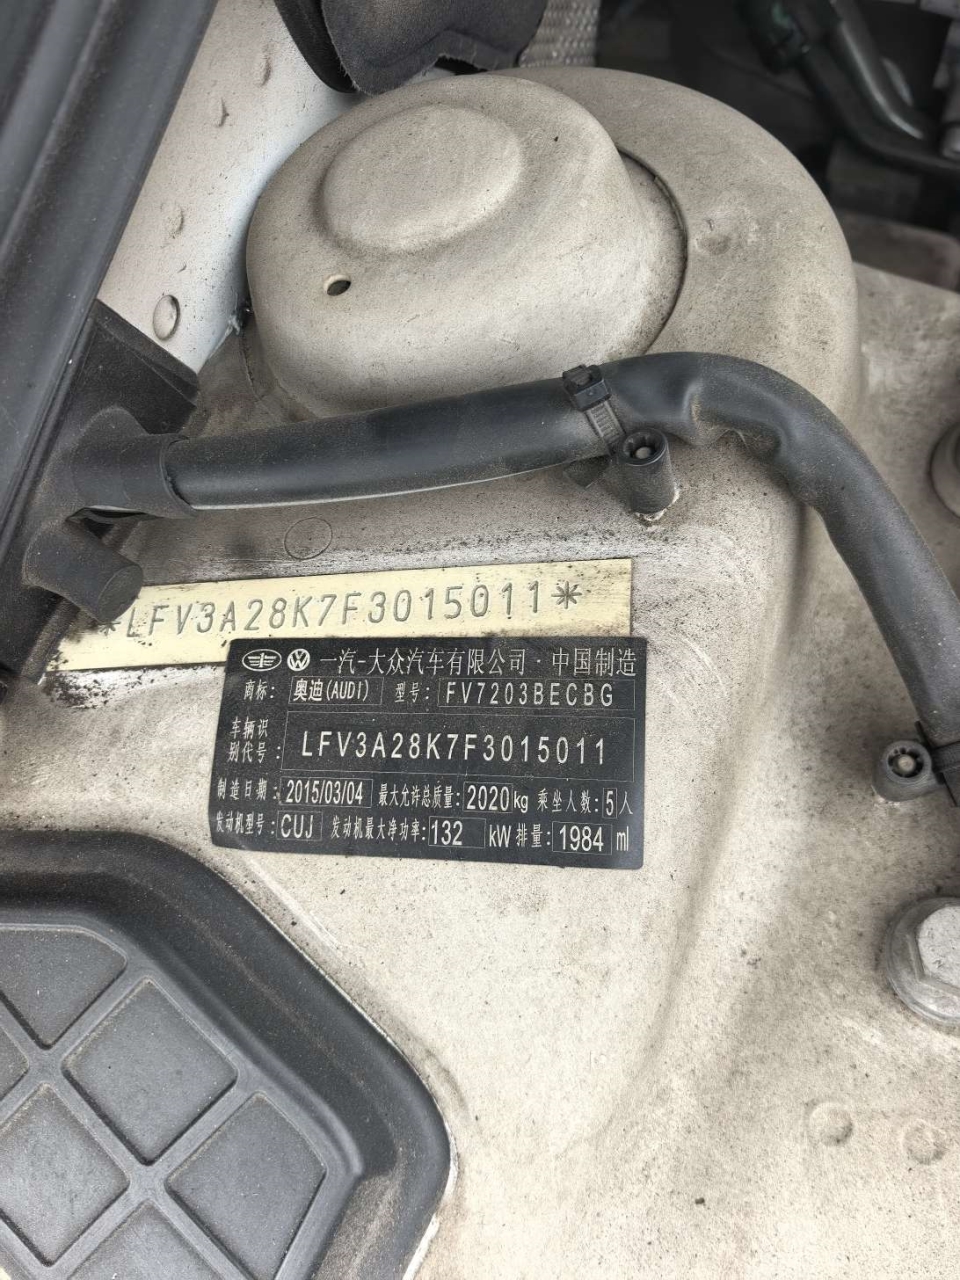 *LFV3A28K7F3015011*
一汽-大众汽车有限公司·中国制造
商标: 奥迪(AUDI) 型号: FV7203BECBG
车辆识别代号: LFV3A28K7F3015011
制造日期: 2015/03/04 最大允许总质量: 2020kg 乘坐人数: 5人
发动机型号: CUJ 发动机最大净功率: 132 kW 排量: 1984 ml